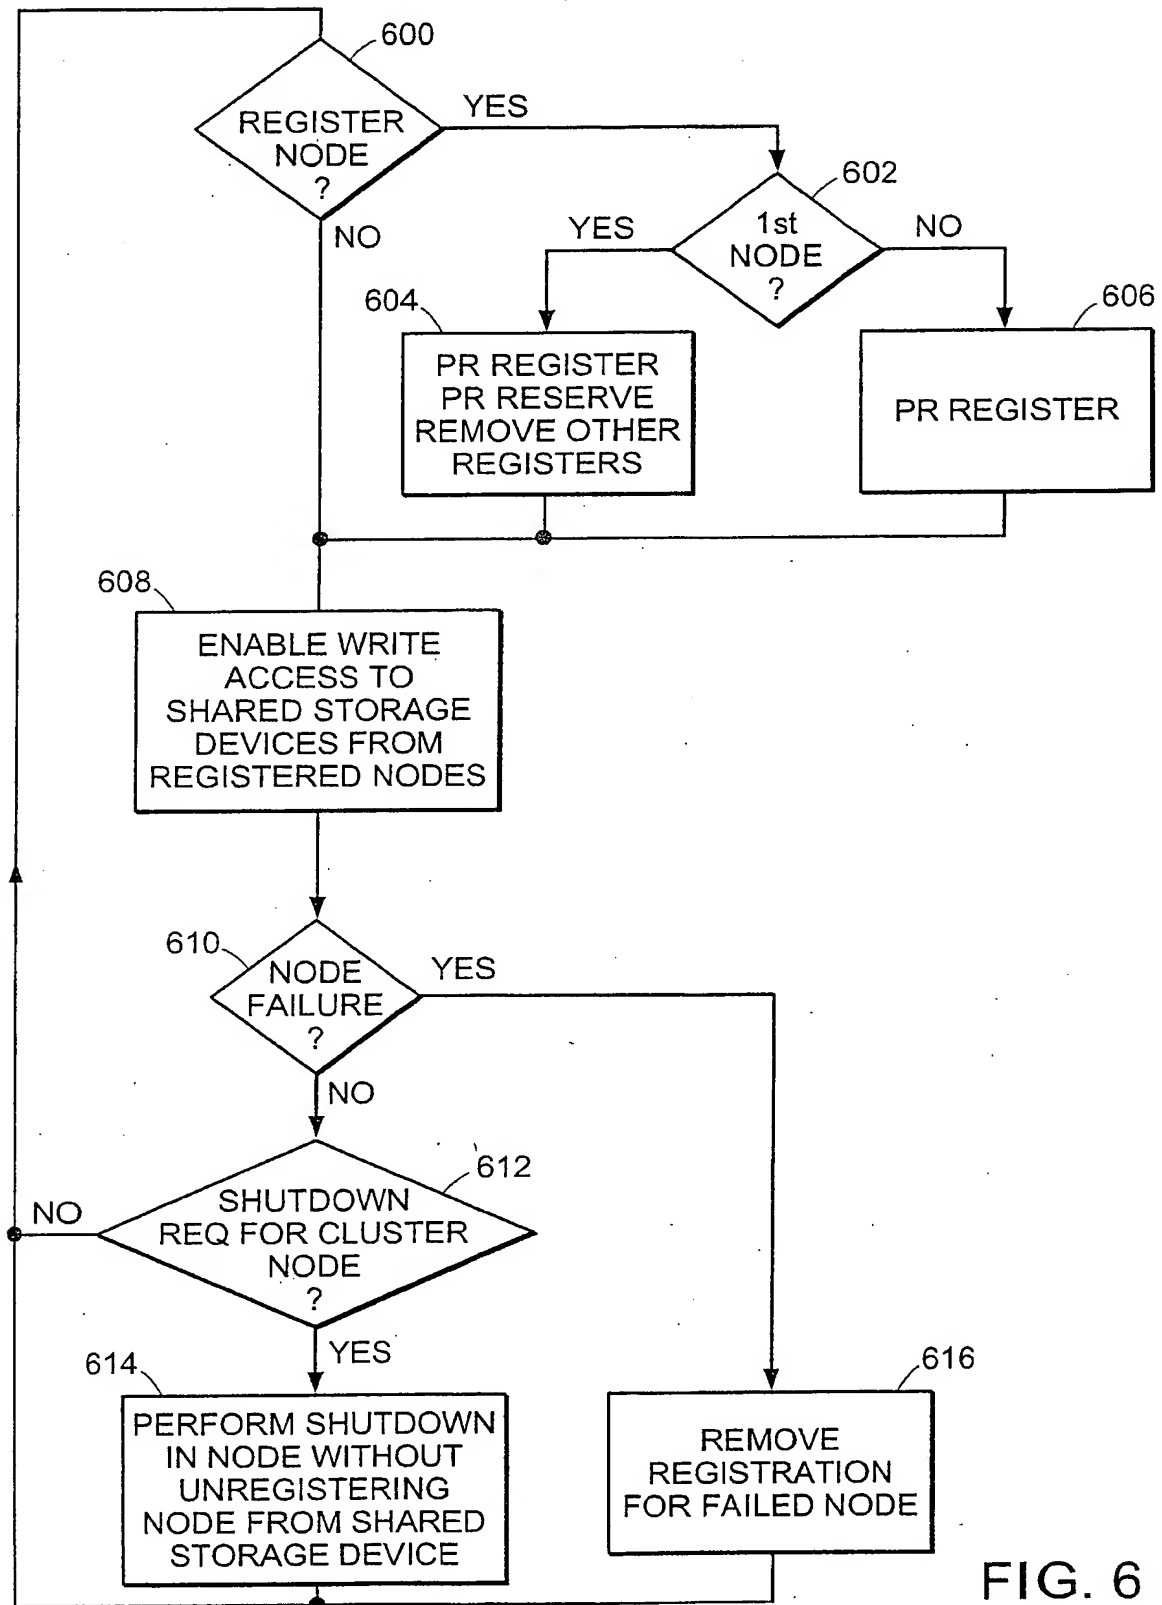 600
REGISTER
NODE
?
YES
NO
602
1st
NODE
?
YES
NO
604
PR REGISTER
PR RESERVE
REMOVE OTHER
REGISTERS
606
PR REGISTER
608
ENABLE WRITE
ACCESS TO
SHARED STORAGE
DEVICES FROM
REGISTERED NODES
610
NODE
FAILURE
?
YES
NO
612
SHUTDOWN
REQ FOR CLUSTER
NODE
?
NO
YES
614
PERFORM SHUTDOWN
IN NODE WITHOUT
UNREGISTERING
NODE FROM SHARED
STORAGE DEVICE
616
REMOVE
REGISTRATION
FOR FAILED NODE
FIG. 6